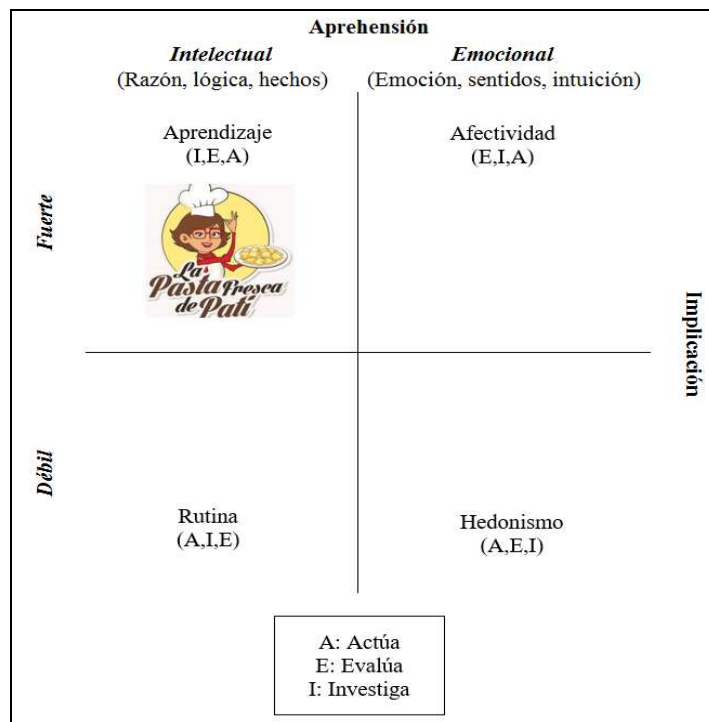 Aprehensión
Intelectual
(Razón, lógica, hechos)
Emocional
(Emoción, sentidos, intuición)
Fuerte
Aprendizaje
(I,E,A)
Afectividad
(E,I,A)
La
Pasta Fresca
de Pati
Implicación
Débil
Rutina
(A,I,E)
Hedonismo
(A,E,I)
A: Actúa
E: Evalúa
I: Investiga